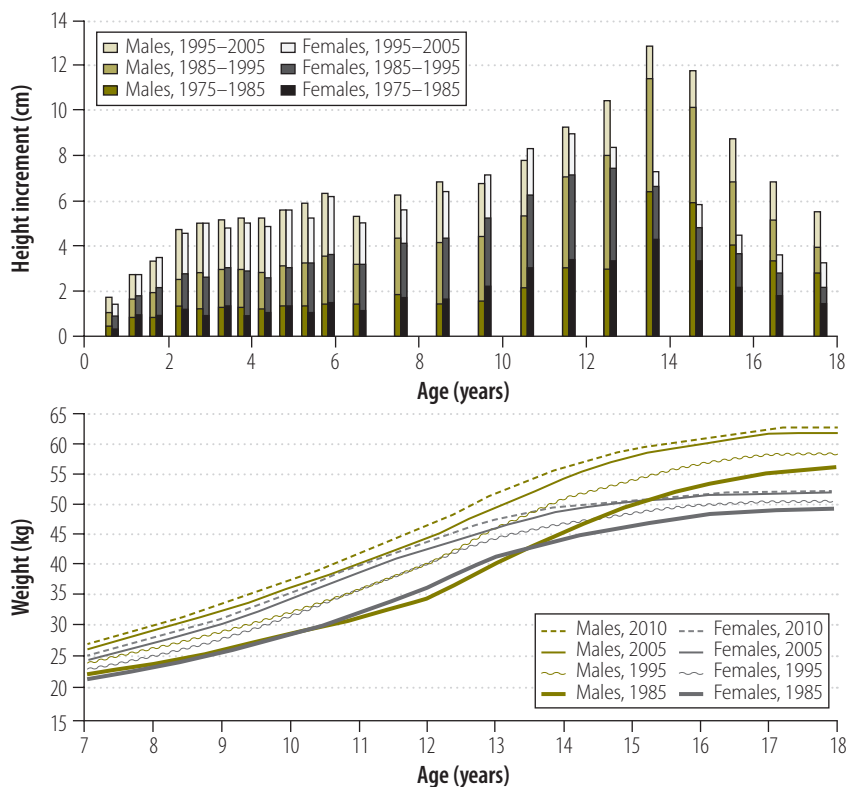 14
12
10
8
6
4
2
0
Height increment (cm)
Males, 1995–2005 Females, 1995–2005
Males, 1985–1995 Females, 1985–1995
Males, 1975–1985 Females, 1975–1985
0 2 4 6 8 10 12 14 16 18
Age (years)
65
60
55
50
45
40
35
30
25
20
15
Weight (kg)
Males, 2010 Females, 2010
Males, 2005 Females, 2005
Males, 1995 Females, 1995
Males, 1985 Females, 1985
7 8 9 10 11 12 13 14 15 16 17 18
Age (years)